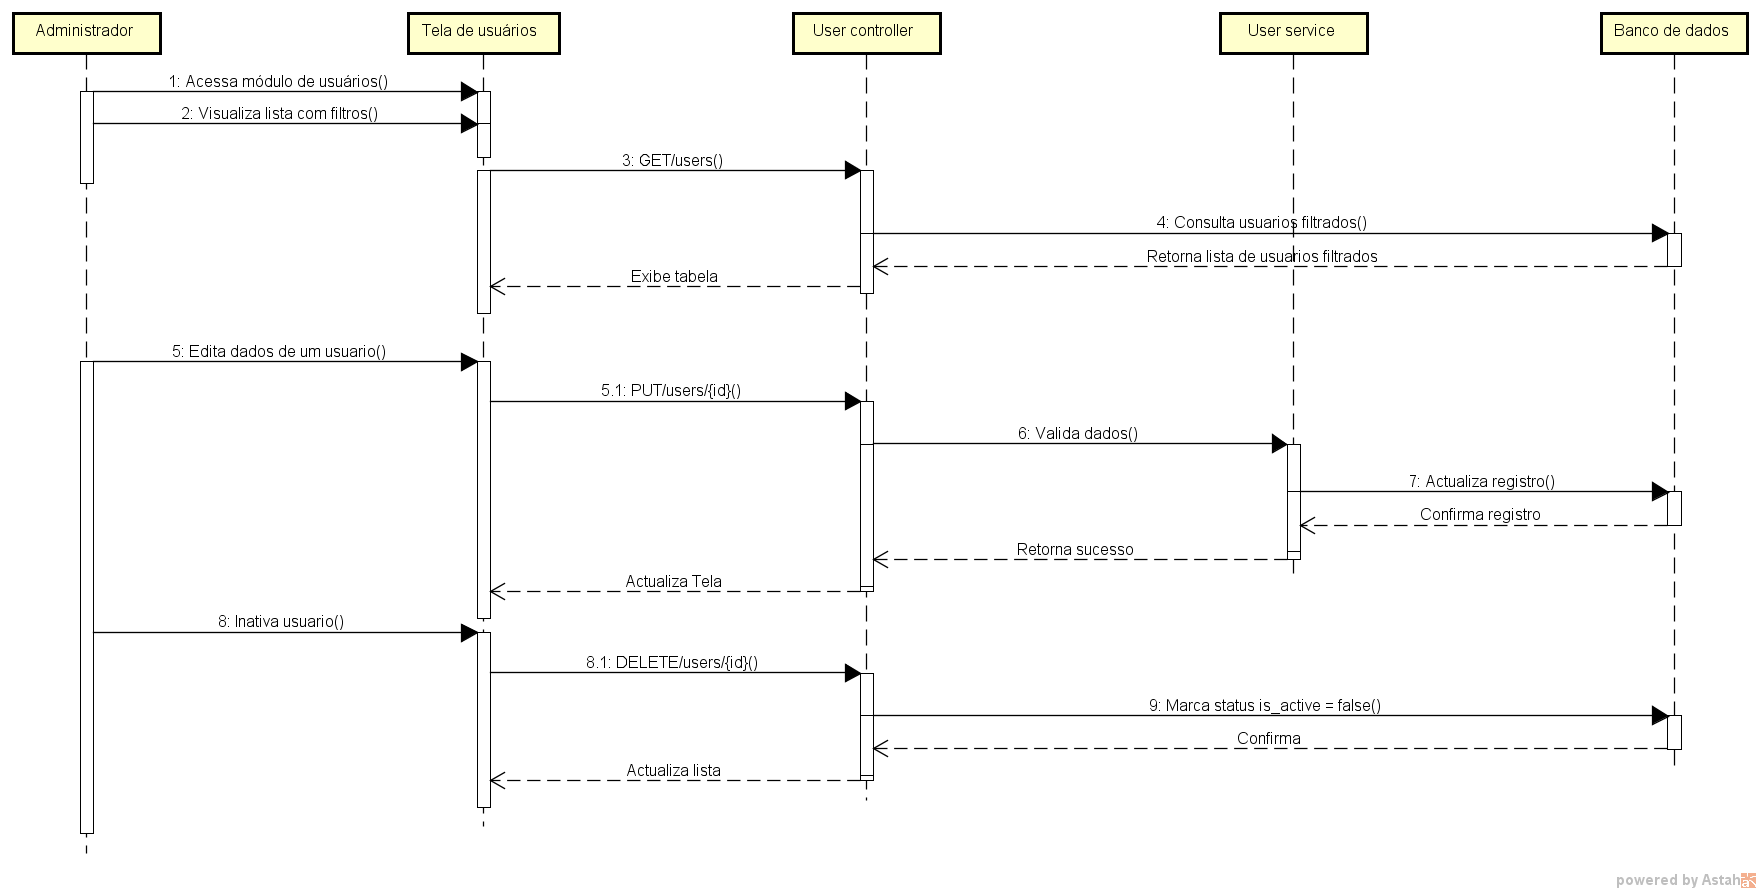 Administrador
Tela de usuários
User controller
User service
Banco de dados
1: Acessa módulo de usuários()
2: Visualiza lista com filtros()
3: GET/users()
4: Consulta usuarios filtrados()
Retorna lista de usuarios filtrados
Exibe tabela
5: Edita dados de um usuario()
5.1: PUT/users/{id}()
6: Valida dados()
7: Actualiza registro()
Confirma registro
Retorna sucesso
Actualiza Tela
8: Inativa usuario()
8.1: DELETE/users/{id}()
9: Marca status is_active = false()
Confirma
Actualiza lista
powered by Astah